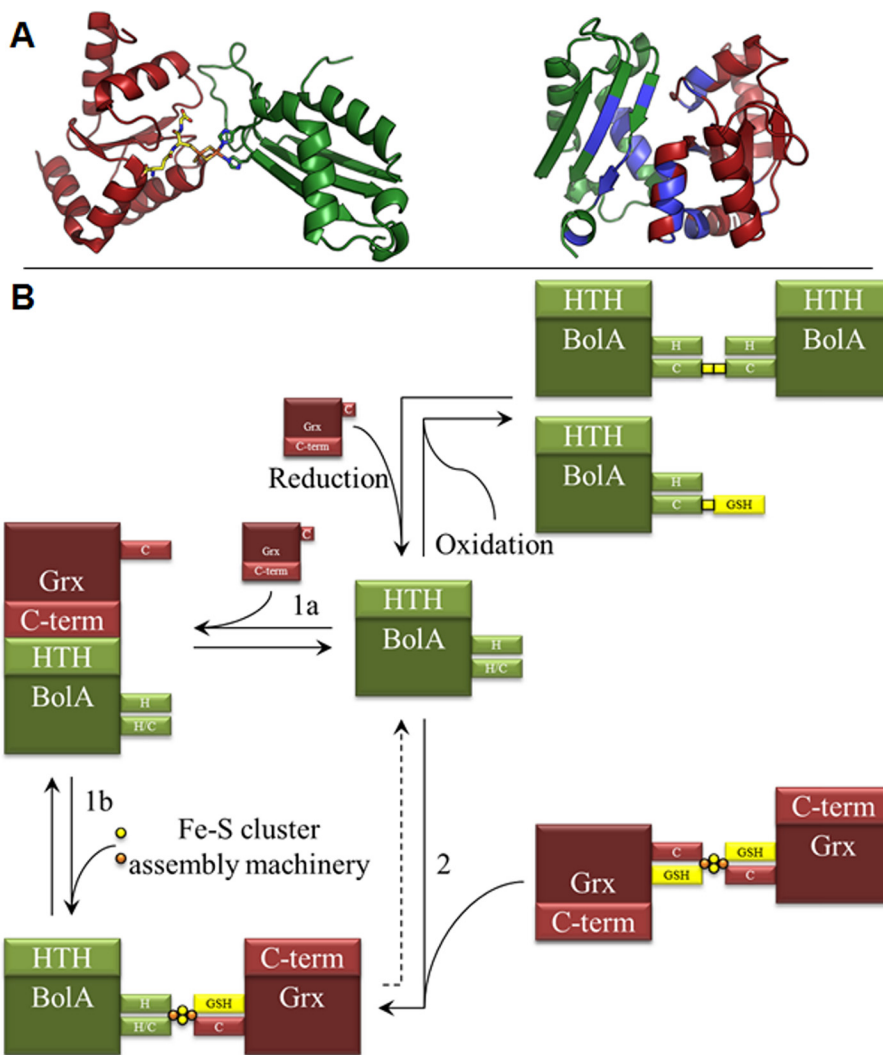 A
B
HTH
BolA
H
C
HTH
BolA
H
C
Grx
C
C-term
Reduction
HTH
BolA
H
C
GSH
Oxidation
Grx
C-term
C
Grx
C
C-term
1a
HTH
BolA
H
H/C
HTH
BolA
H
H/C
1b
Fe-S cluster
assembly machinery
2
C-term
Grx
GSH
C
C
GSH
Grx
C-term
HTH
BolA
H
H/C
GSH
C
C-term
Grx